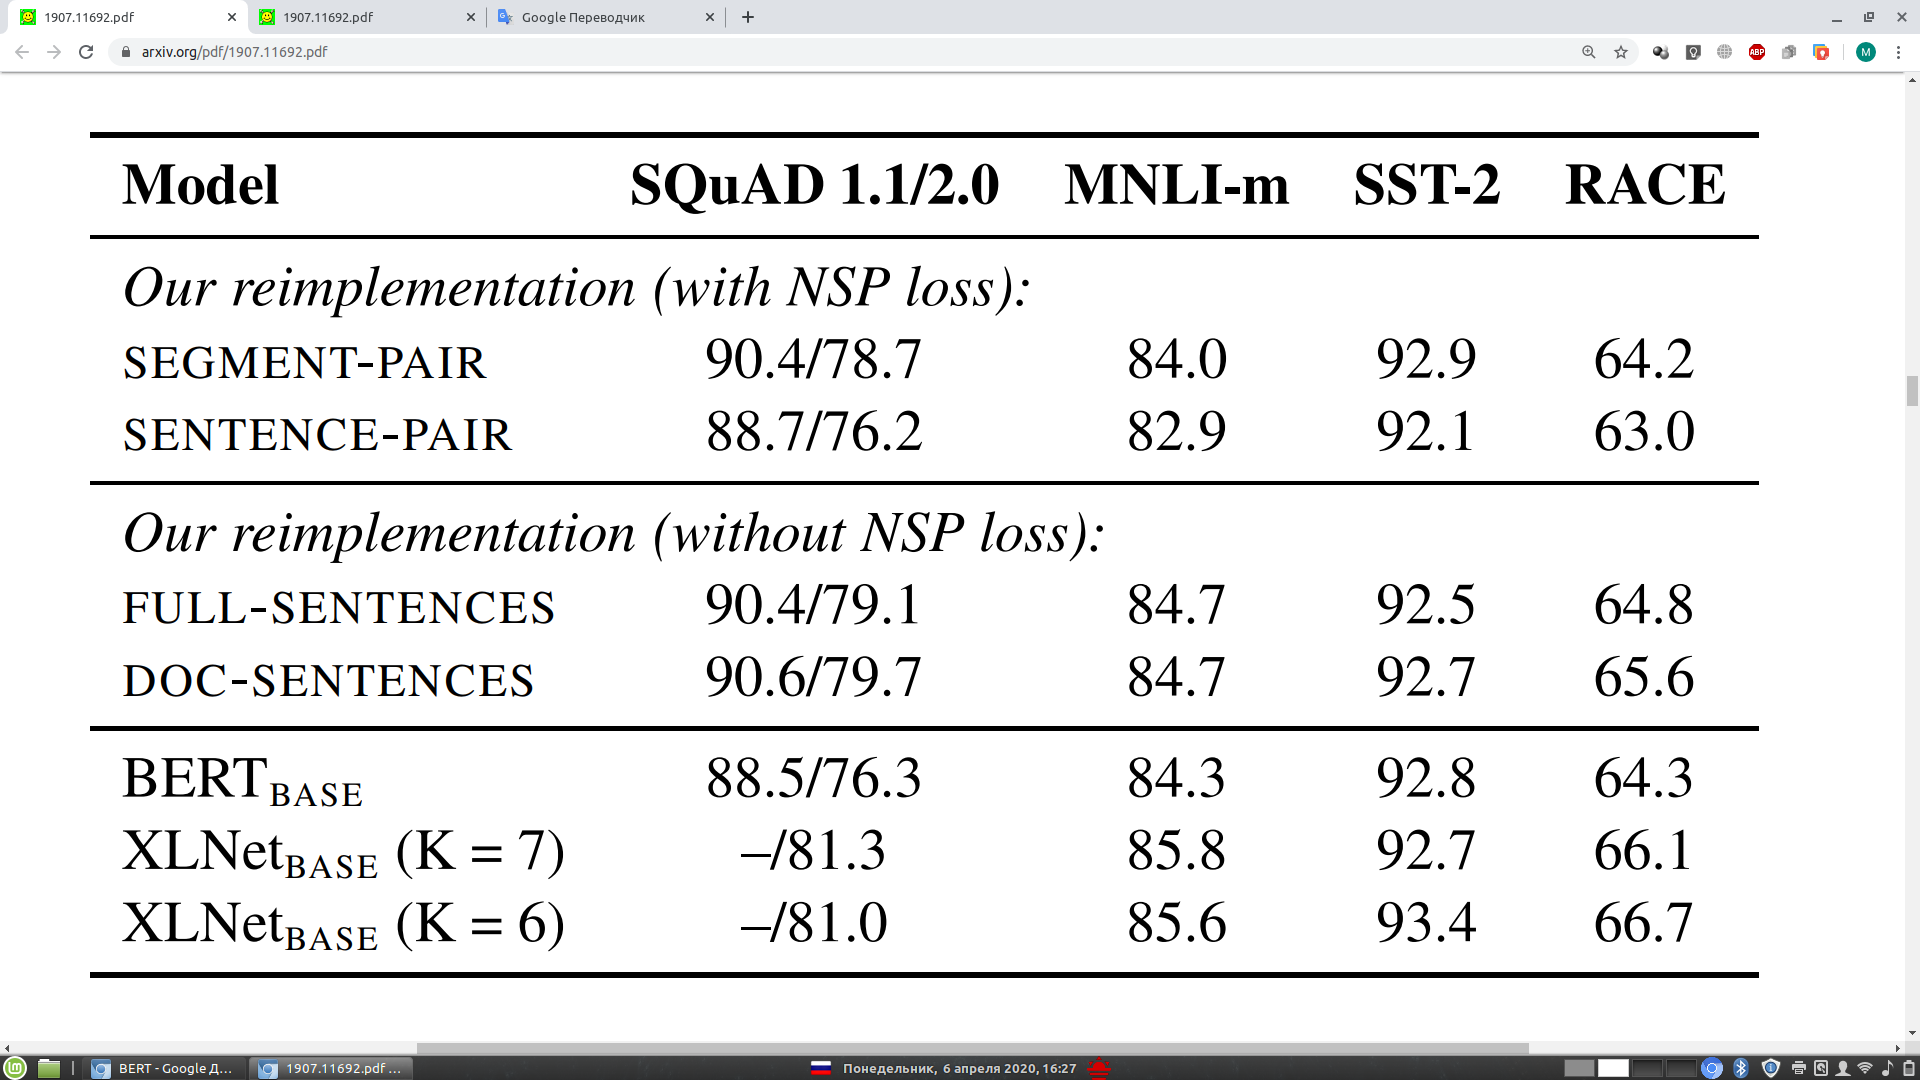 1907.11692.pdf
1907.11692.pdf
Google Переводчик
arxiv.org/pdf/1907.11692.pdf
ABP
M
Model SQuAD 1.1/2.0 MNLI-m SST-2 RACE
Our reimplementation (with NSP loss):
SEGMENT-PAIR 90.4/78.7 84.0 92.9 64.2
SENTENCE-PAIR 88.7/76.2 82.9 92.1 63.0
Our reimplementation (without NSP loss):
FULL-SENTENCES 90.4/79.1 84.7 92.5 64.8
DOC-SENTENCES 90.6/79.7 84.7 92.7 65.6
BERTBASE 88.5/76.3 84.3 92.8 64.3
XLNetBASE (K = 7) –/81.3 85.8 92.7 66.1
XLNetBASE (K = 6) –/81.0 85.6 93.4 66.7
BERT - Google Д... 1907.11692.pdf ... Понедельник, 6 апреля 2020, 16:27